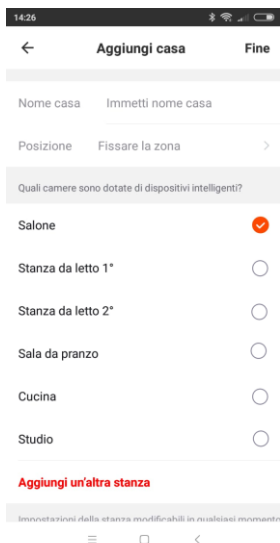 14:26
Aggiungi casa
Fine
Nome casa Immetti nome casa
Posizione Fissare la zona
Quali camere sono dotate di dispositivi intelligenti?
Salone
Stanza da letto 1°
Stanza da letto 2°
Sala da pranzo
Cucina
Studio
Aggiungi un'altra stanza
Impostazioni della stanza modificabili in qualsiasi momento